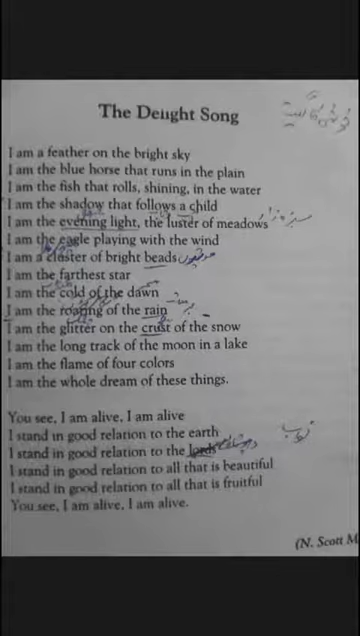 The Delight Song
I am a feather on the bright sky
I am the blue horse that runs in the plain
I am the fish that rolls, shining, in the water
I am the shadow that follows a child
I am the evening light, the luster of meadows
I am the eagle playing with the wind
I am a cluster of bright beads
I am the farthest star
I am the cold of the dawn
I am the roaring of the rain
I am the glitter on the crust of the snow
I am the long track of the moon in a lake
I am the flame of four colors
I am the whole dream of these things.
You see, I am alive, I am alive
I stand in good relation to the earth
I stand in good relation to the lords
I stand in good relation to all that is beautiful
I stand in good relation to all that is fruitful
You see, I am alive, I am alive.
(N. Scott M